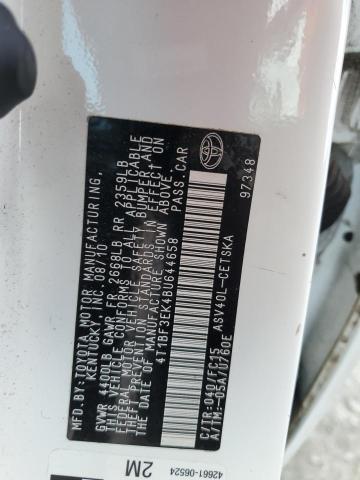 MFD.BY: TOYOTA MOTOR MANUFACTURING,
KENTUCKY, INC. 08/10
GVWR 4400LB GAWR FR 2668LB RR 2359LB
THIS VEHICLE CONFORMS TO ALL APPLICABLE
FEDERAL MOTOR VEHICLE SAFETY BUMPER, AND
THEFT PREVENTION STANDARDS IN EFFECT ON
THE DATE OF MANUFACTURE SHOWN ABOVE.
4T1BF3EK4BU644658 PASS.CAR
C/TR: 040/FC15 ASV40L-CETSKA
A/TM: -05A/U760E 97348
TOYOTA
42661-06524
2M